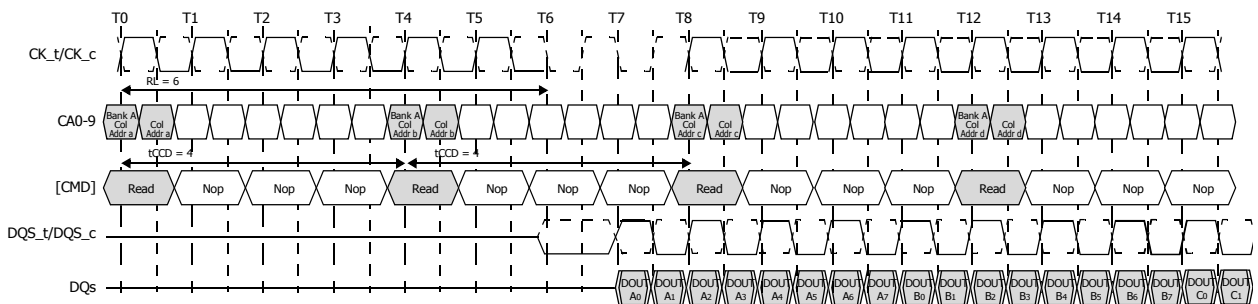 T0 T1 T2 T3 T4 T5 T6 T7 T8 T9 T10 T11 T12 T13 T14 T15
CK_t/CK_c
RL = 6
CA0-9
Bank A Col Addr a
Col Addr a
Bank A Col Addr b
Col Addr b
Bank A Col Addr c
Col Addr c
Bank A Col Addr d
Col Addr d
tCCD = 4 tCCD = 4
[CMD] Read Nop Nop Nop Read Nop Nop Nop Read Nop Nop Nop Read Nop Nop Nop
DQS_t/DQS_c
DQs
DOUT A0
DOUT A1
DOUT A2
DOUT A3
DOUT A4
DOUT A5
DOUT A6
DOUT A7
DOUT B0
DOUT B1
DOUT B2
DOUT B3
DOUT B4
DOUT B5
DOUT B6
DOUT B7
DOUT C0
DOUT C1